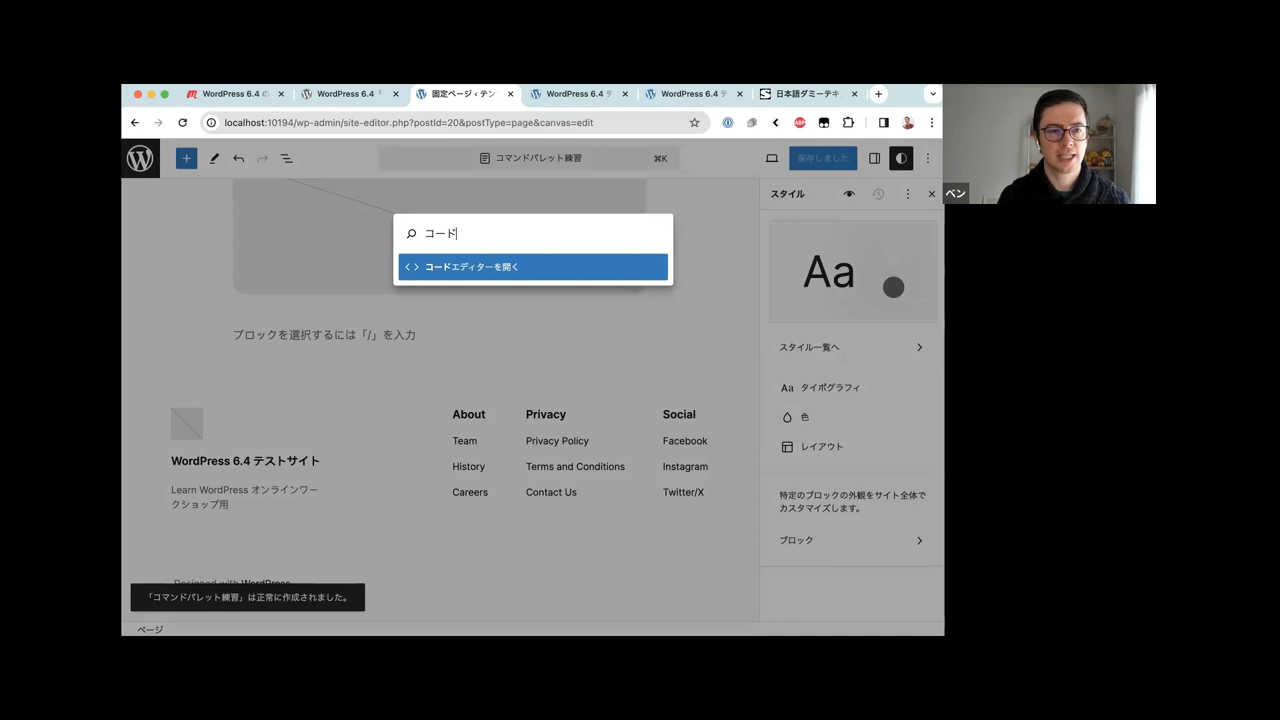 WordPress 6.4 の
WordPress 6.4 「
固定ページ ‹ テン
WordPress 6.4 テ
WordPress 6.4 テ
日本語ダミーテキ
localhost:10194/wp-admin/site-editor.php?postId=20&postType=page&canvas=edit
コマンドパレット練習
⌘K
保存しました
スタイル
ベン
コード
コードエディターを開く
Aa
ブロックを選択するには「/」を入力
スタイル一覧へ
Aa タイポグラフィ
色
レイアウト
特定のブロックの外観をサイト全体で
カスタマイズします。
ブロック
WordPress 6.4 テストサイト
Learn WordPress オンラインワー
クショップ用
About
Team
History
Careers
Privacy
Privacy Policy
Terms and Conditions
Contact Us
Social
Facebook
Instagram
Twitter/X
Designed with WordPress
「コマンドパレット練習」は正常に作成されました。
ページ